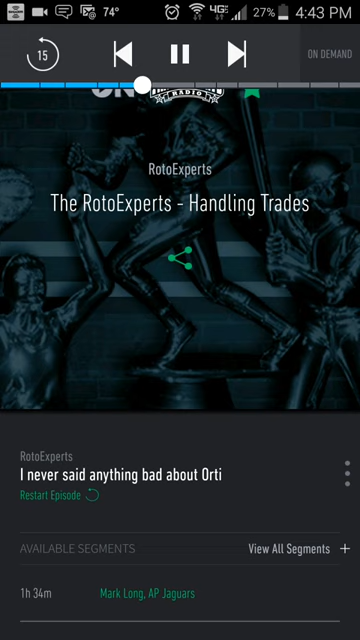 74°
4G
27% 4:43 PM
15
ON DEMAND
RADIO
RotoExperts
The RotoExperts - Handling Trades
RotoExperts
I never said anything bad about Orti
Restart Episode
AVAILABLE SEGMENTS
View All Segments +
1h 34m
Mark Long, AP Jaguars